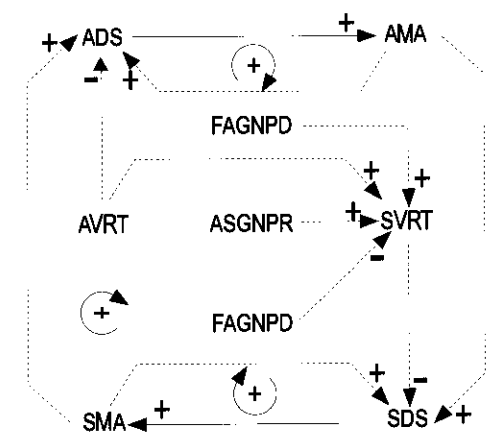 + ADS + AMA
+
- +
FAGNPD
+ +
AVRT ASGNPR + SVRT
-
+ FAGNPD
+ + -
SMA + SDS +